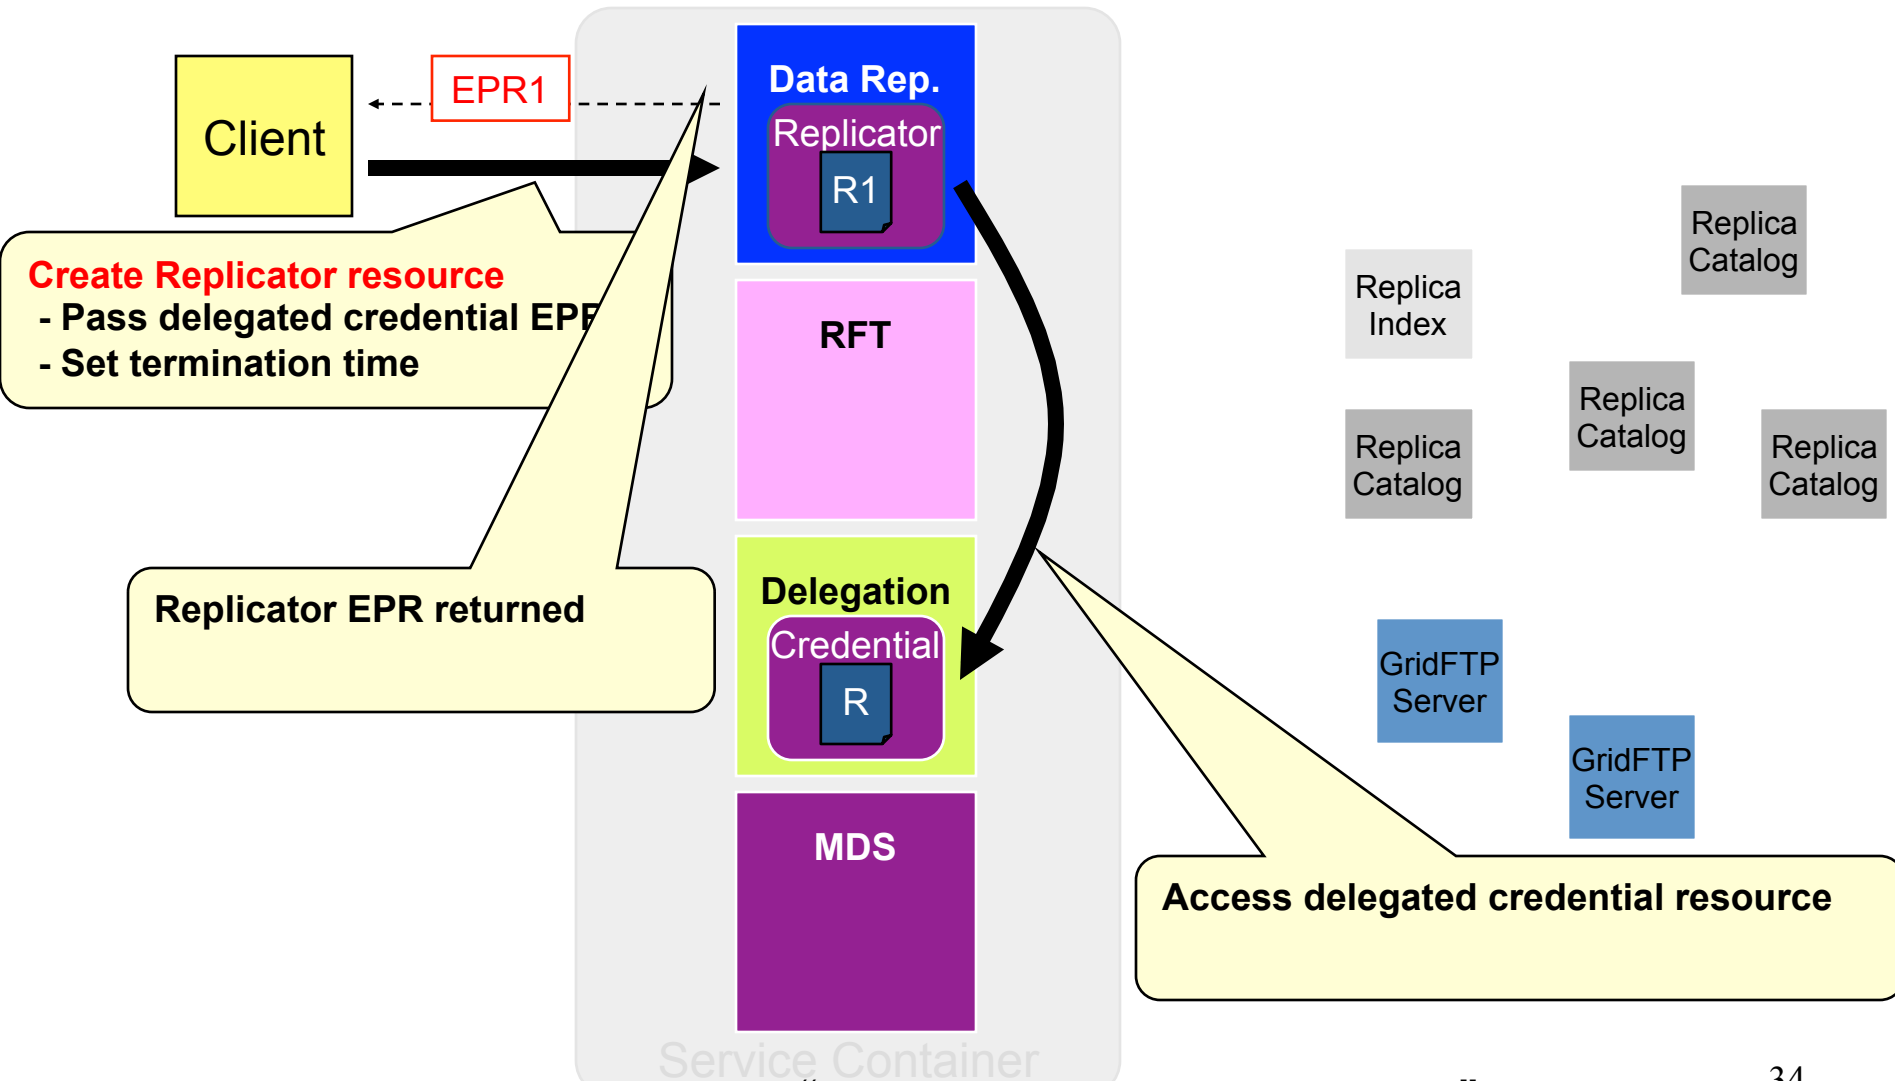 EPR1
Client
Data Rep.
Replicator
R1
Create Replicator resource
- Pass delegated credential EP
- Set termination time
RFT
Replica
Catalog
Replica
Index
Replica
Catalog
Replica
Catalog
Replica
Catalog
Replicator EPR returned
Delegation
Credential
R
GridFTP
Server
GridFTP
Server
MDS
Access delegated credential resource
Service Container
34